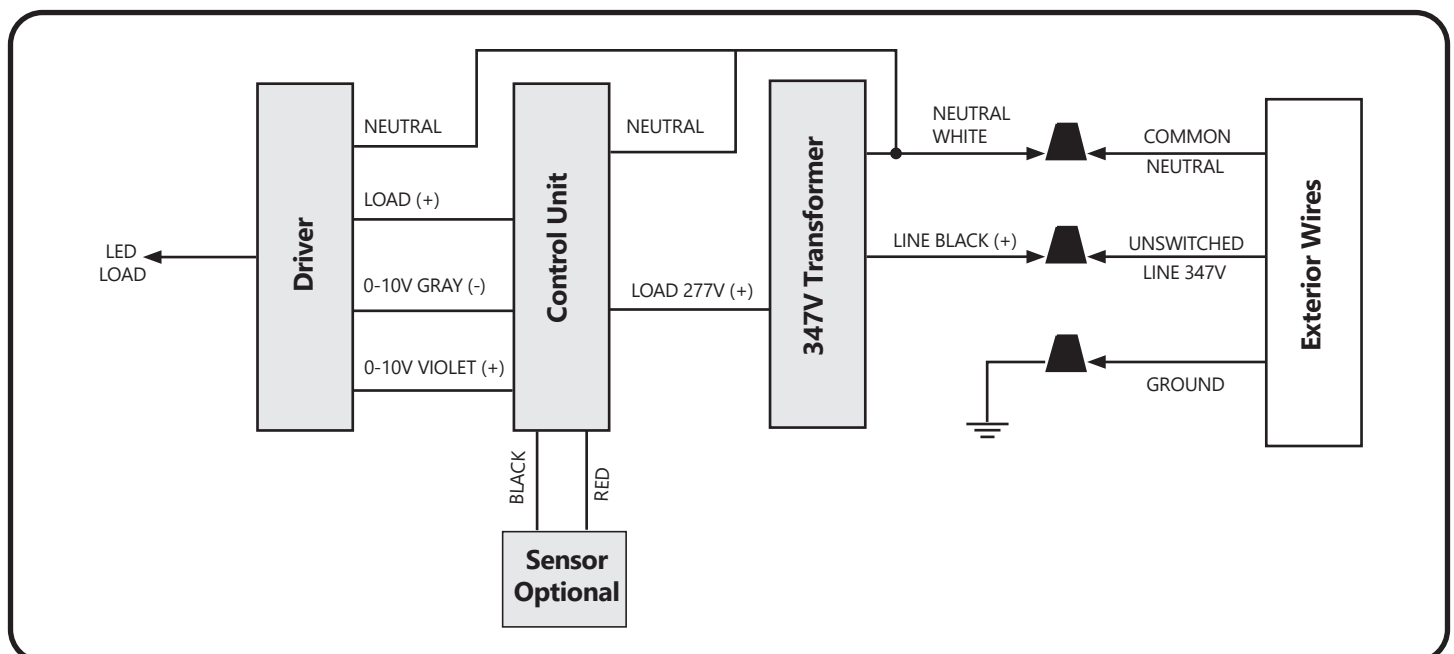 LED
LOAD
Driver
NEUTRAL
LOAD (+)
0-10V GRAY (-)
0-10V VIOLET (+)
Control Unit
BLACK
RED
Sensor
Optional
NEUTRAL
LOAD 277V (+)
347V Transformer
NEUTRAL
WHITE
LINE BLACK (+)
COMMON
NEUTRAL
UNSWITCHED
LINE 347V
GROUND
Exterior Wires